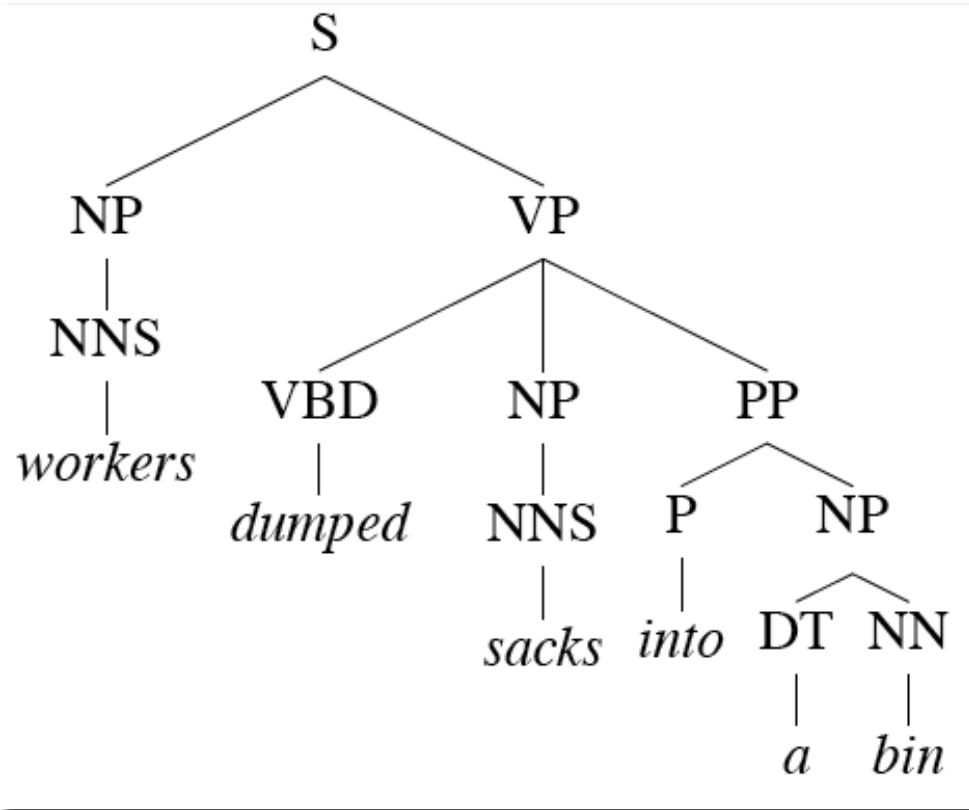 S
NP VP
NNS
VBD NP PP
workers
dumped NNS P NP
sacks into DT NN
a bin